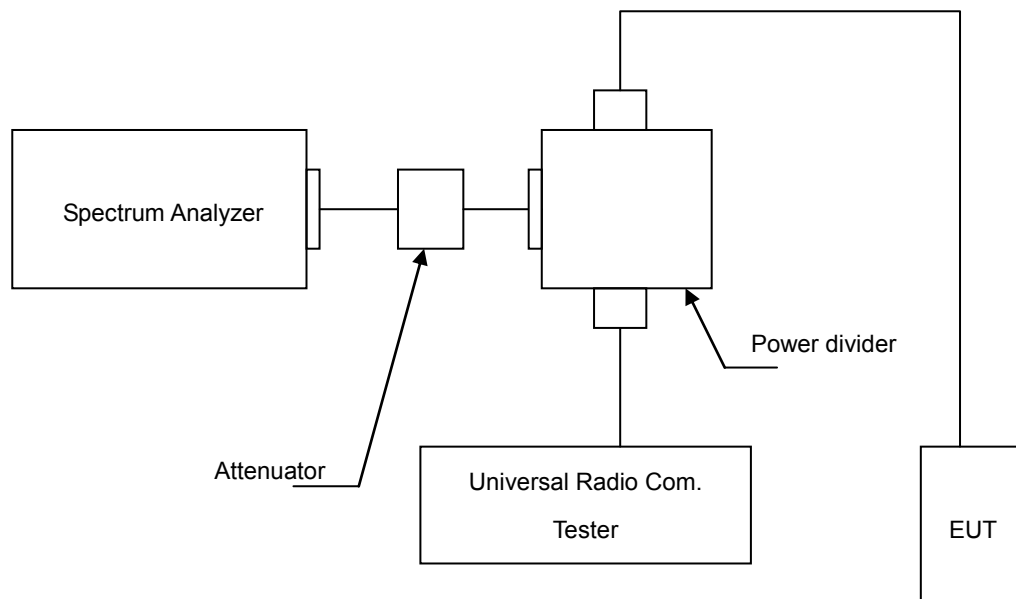 Spectrum Analyzer
Power divider
Attenuator
Universal Radio Com.
Tester
EUT